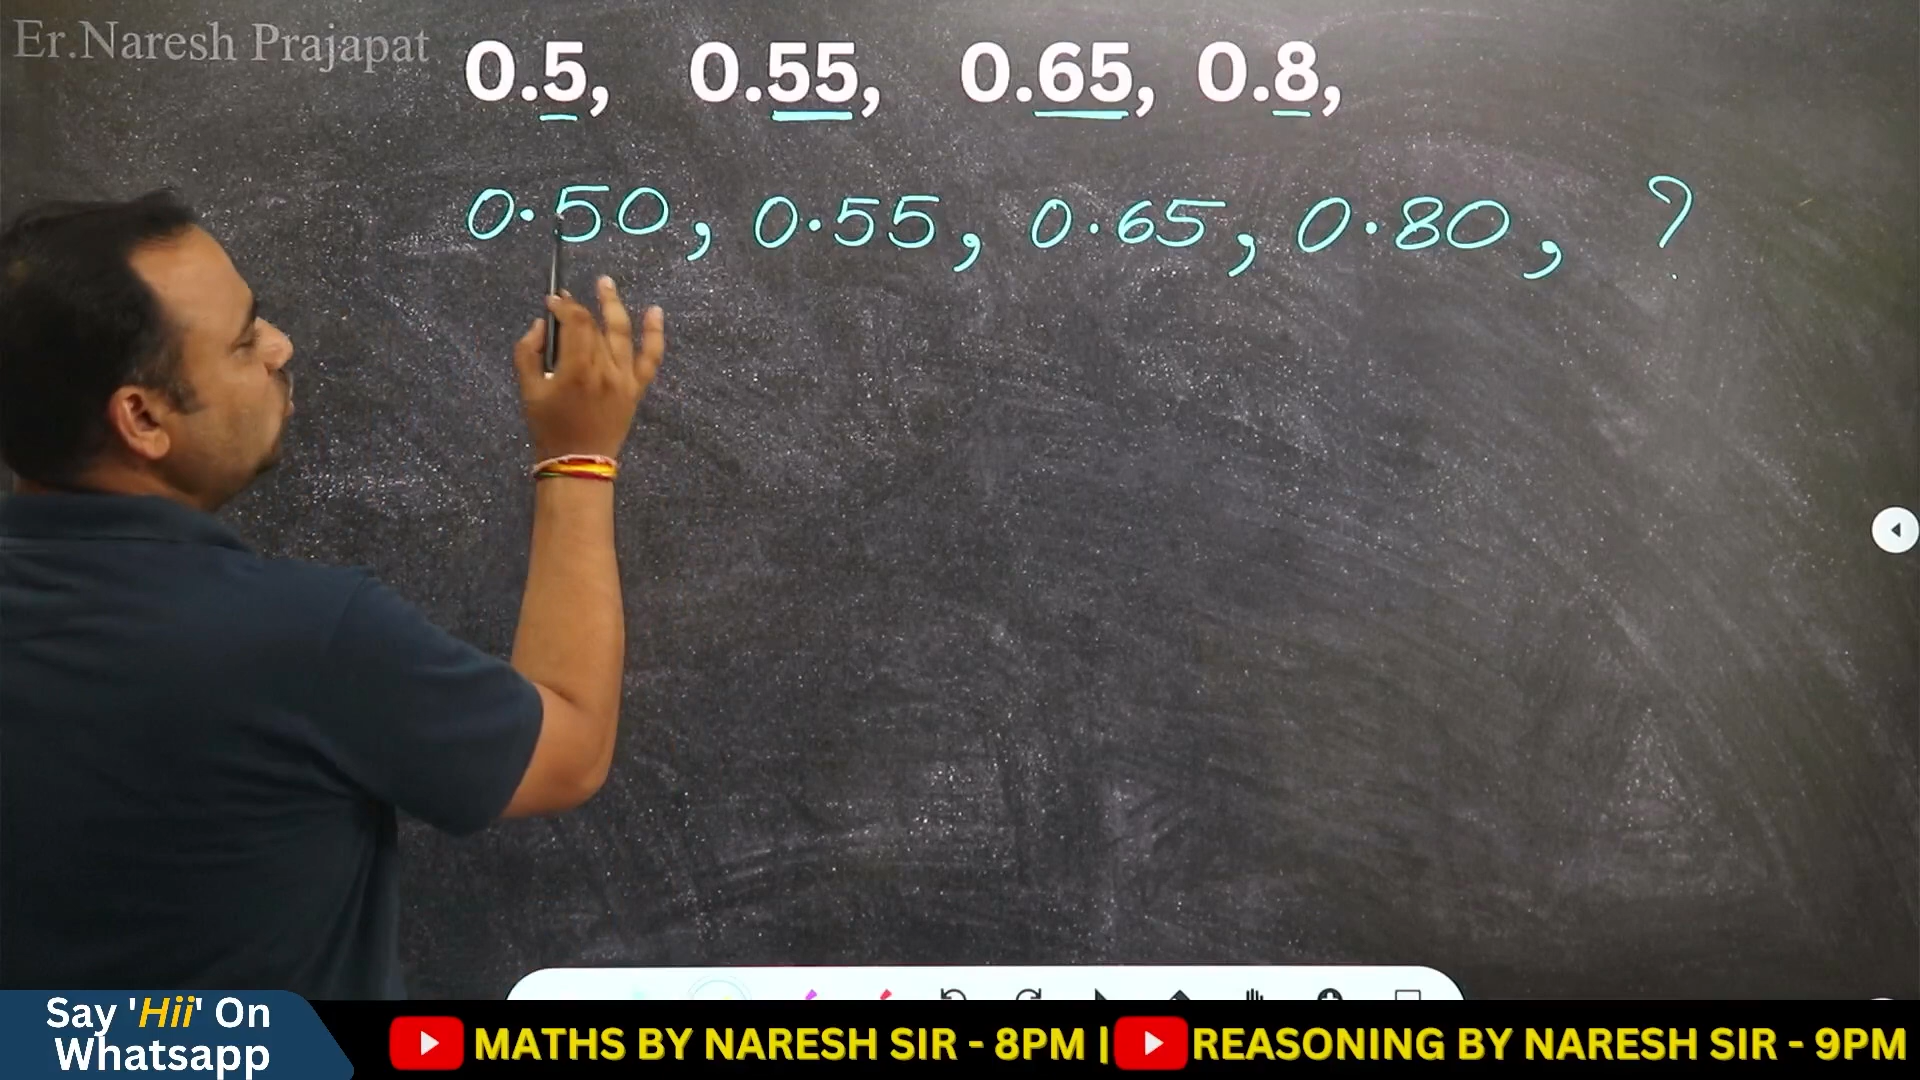 Er.Naresh Prajapat
0.5, 0.55, 0.65, 0.8,
0.50, 0.55, 0.65, 0.80, ?
Say 'Hii' On
Whatsapp
MATHS BY NARESH SIR - 8PM | REASONING BY NARESH SIR - 9PM